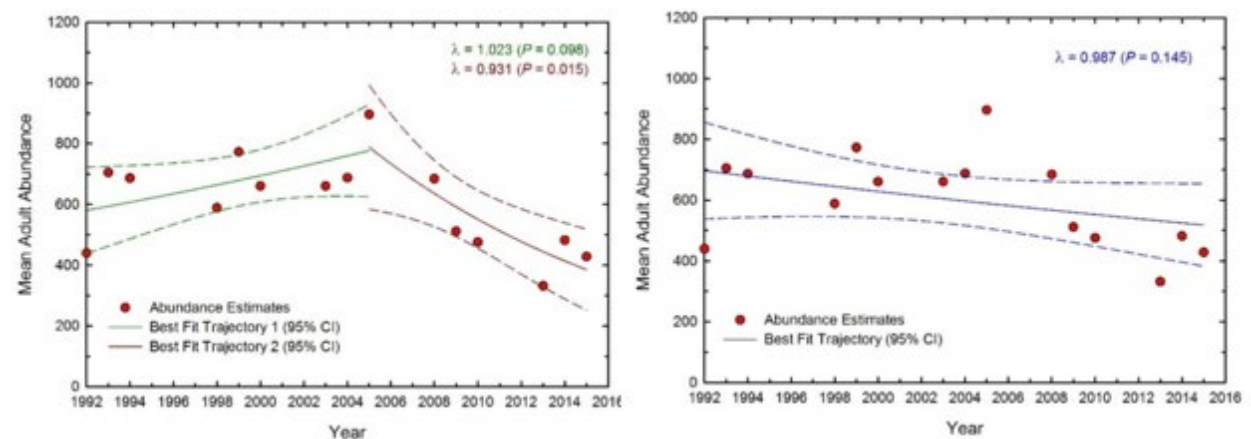 1200
1000
800
600
400
200
0
Mean Adult Abundance
λ = 1.023 (P = 0.098)
λ = 0.931 (P = 0.015)
Abundance Estimates
Best Fit Trajectory 1 (95% CI)
Best Fit Trajectory 2 (95% CI)
1992 1994 1996 1998 2000 2002 2004 2006 2008 2010 2012 2014 2016
Year
1200
1000
800
600
400
200
0
Mean Adult Abundance
λ = 0.987 (P = 0.145)
Abundance Estimates
Best Fit Trajectory (95% CI)
1992 1994 1996 1998 2000 2002 2004 2006 2008 2010 2012 2014 2016
Year